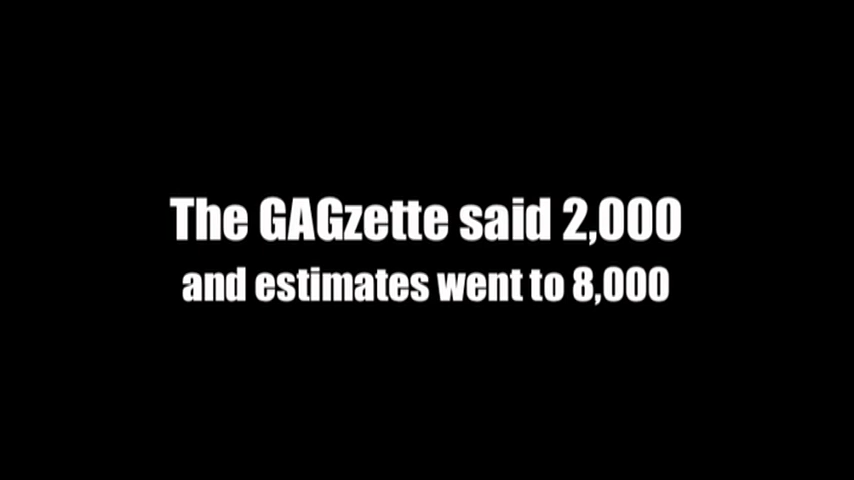 The GAGzette said 2,000
and estimates went to 8,000